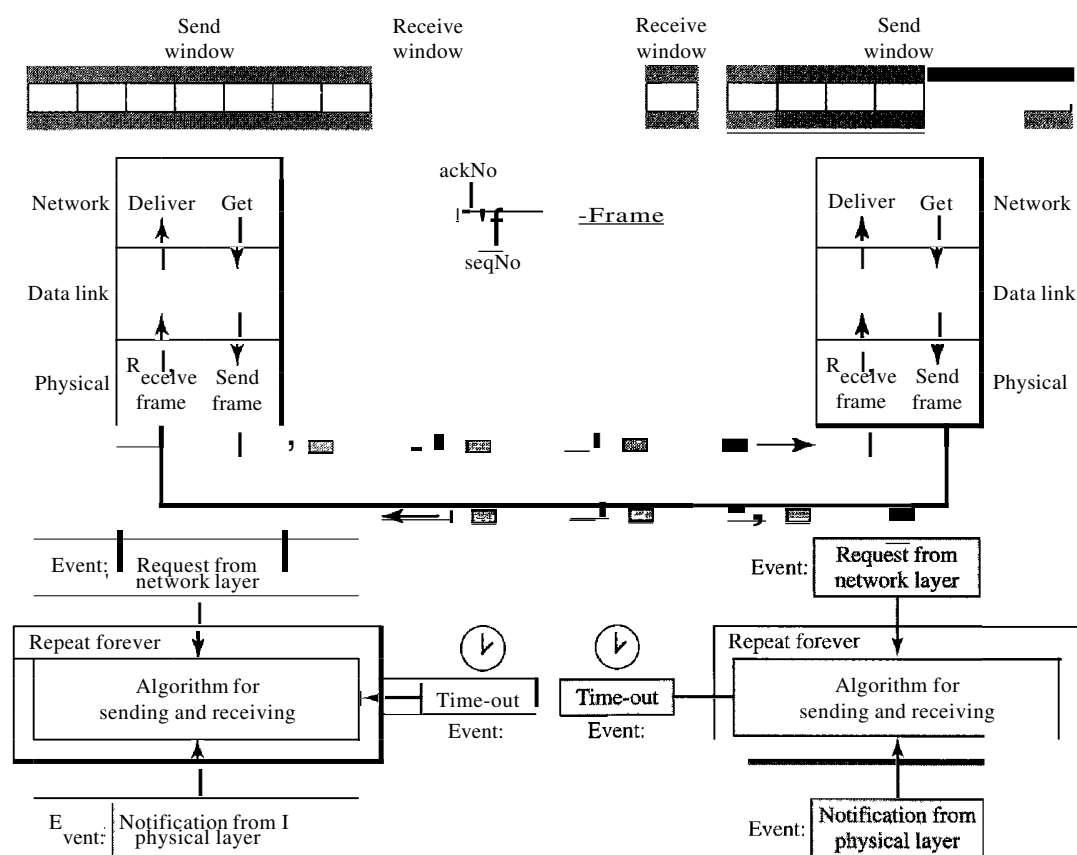 Send window
Receive window
Receive window
Send window
ackNo
Network
Deliver
Get
-Frame
seqNo
Deliver
Get
Network
Data link
Data link
Physical
Receive frame
Send frame
Receive frame
Send frame
Physical
Event:
Request from
network layer
Event:
Request from
network layer
Repeat forever
Repeat forever
Algorithm for
sending and receiving
Time-out
Event:
Time-out
Event:
Algorithm for
sending and receiving
Event:
Notification from I
physical layer
Event:
Notification from
physical layer